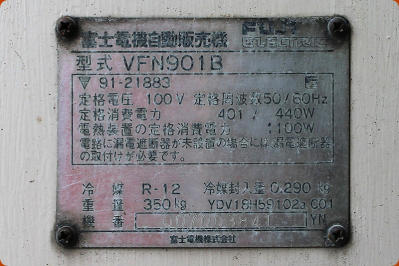 富士電機自動販売機 FUJI ELECTRIC
型式 VFN901B
▽ 91-21883
定格電圧 100V 定格周波数50/60Hz
定格消費電力 401/ 440W
電熱装置の定格消費電力 :100W
電路に漏電遮断器が未設置の場合には漏電遮断器
の取付けが必要です。
冷媒 R-12 冷媒封入量 0.290 kg
重量 350kg
機番 YN
富士電機株式会社